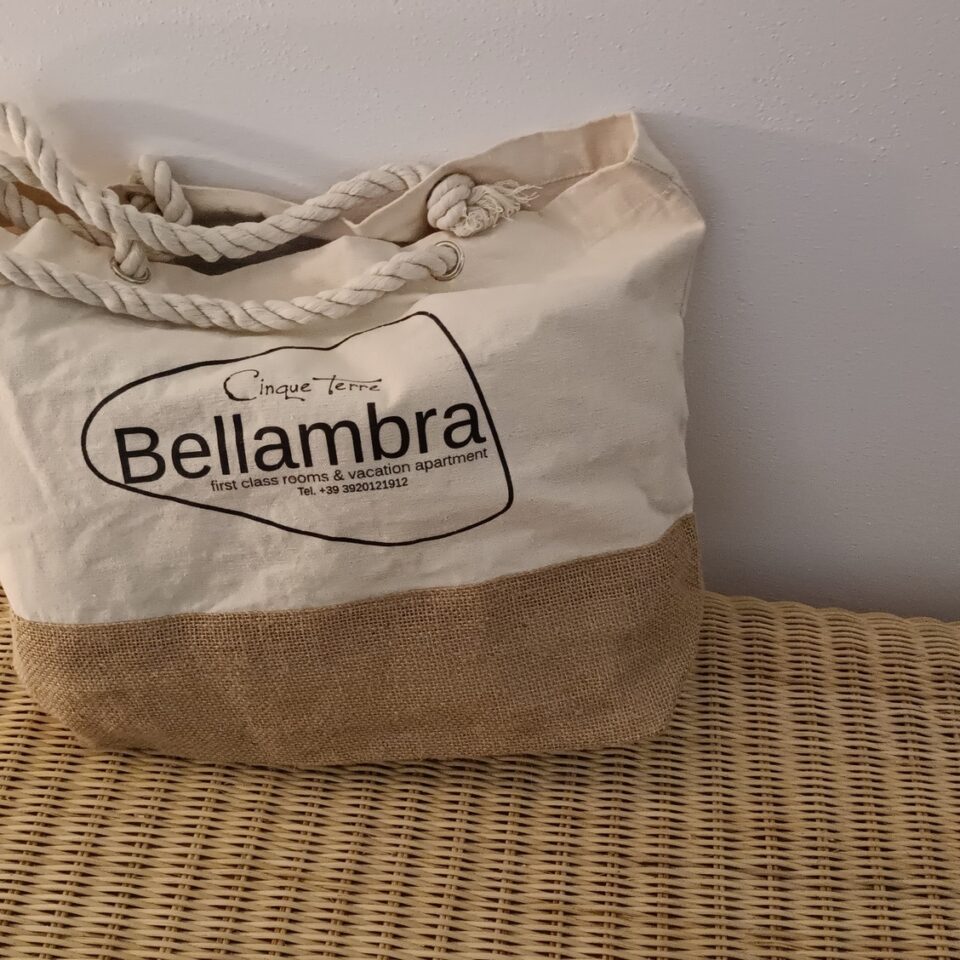 Cinque Terre
Bellambra
first class rooms & vacation apartment
Tel. +39 3920121912